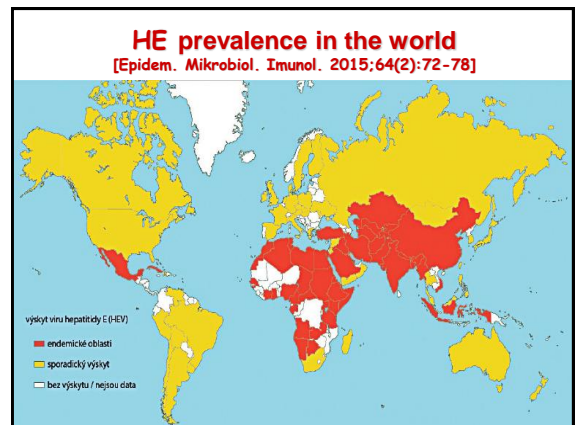 HE prevalence in the world
[Epidem. Mikrobiol. Imunol. 2015;64(2):72-78]
výskyt viru hepatitidy E (HEV)
endemické oblasti
sporadický výskyt
bez výskytu / nejsou data